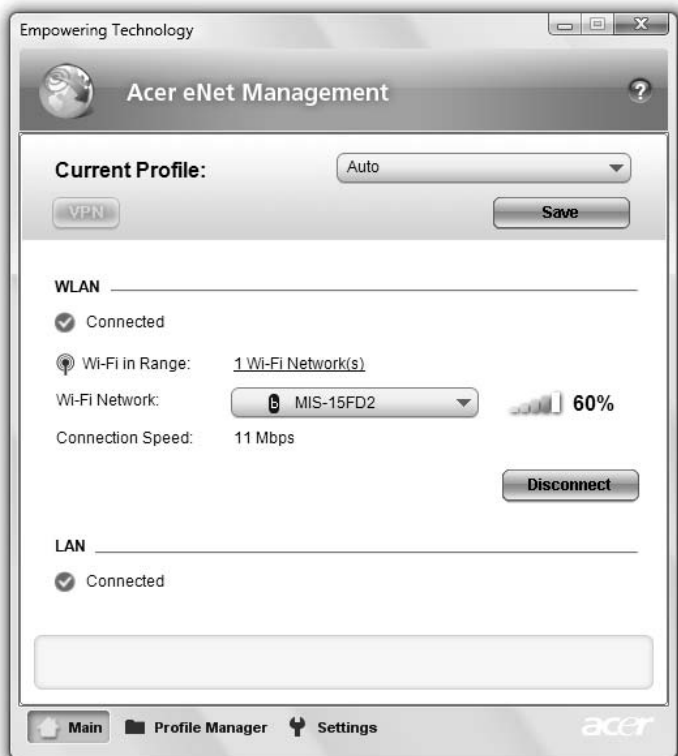 Empowering Technology
Acer eNet Management
?
Current Profile:
Auto
VPN
Save
WLAN
Connected
Wi-Fi in Range: 1 Wi-Fi Network(s)
Wi-Fi Network: b MIS-15FD2 60%
Connection Speed: 11 Mbps
Disconnect
LAN
Connected
Main Profile Manager Settings acer